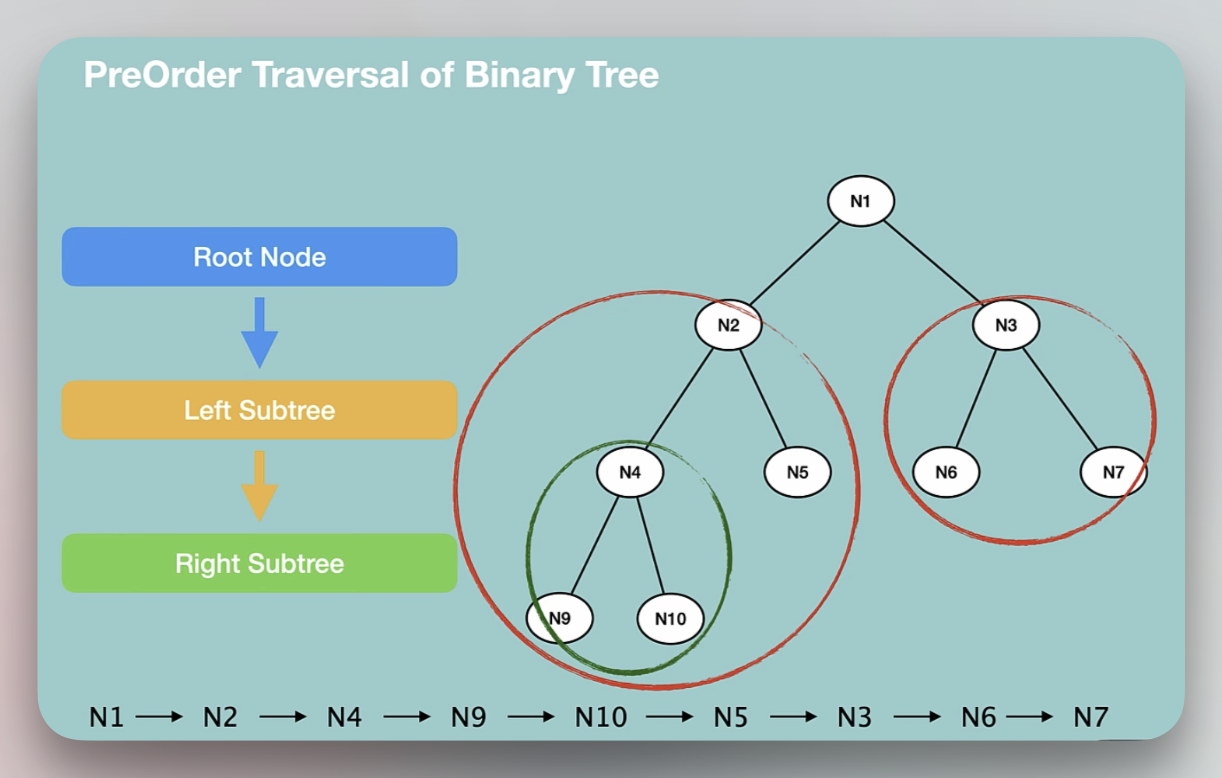 PreOrder Traversal of Binary Tree
Root Node
Left Subtree
Right Subtree
N1
N2
N3
N4
N5
N6
N7
N9
N10
N1 → N2 → N4 → N9 → N10 → N5 → N3 → N6 → N7